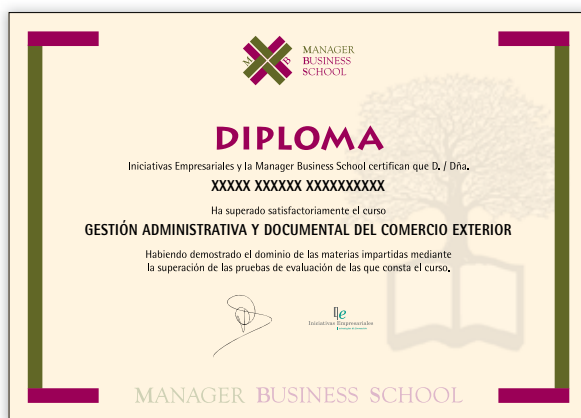 M B
MANAGER
BUSINESS
SCHOOL
DIPLOMA
Iniciativas Empresariales y la Manager Business School certifican que D. / Dña.
XXXXX XXXXXX XXXXXXXXXX
Ha superado satisfactoriamente el curso
GESTIÓN ADMINISTRATIVA Y DOCUMENTAL DEL COMERCIO EXTERIOR
Habiendo demostrado el dominio de las materias impartidas mediante
la superación de las pruebas de evaluación de las que consta el curso.
Iniciativas Empresariales
MANAGER BUSINESS SCHOOL